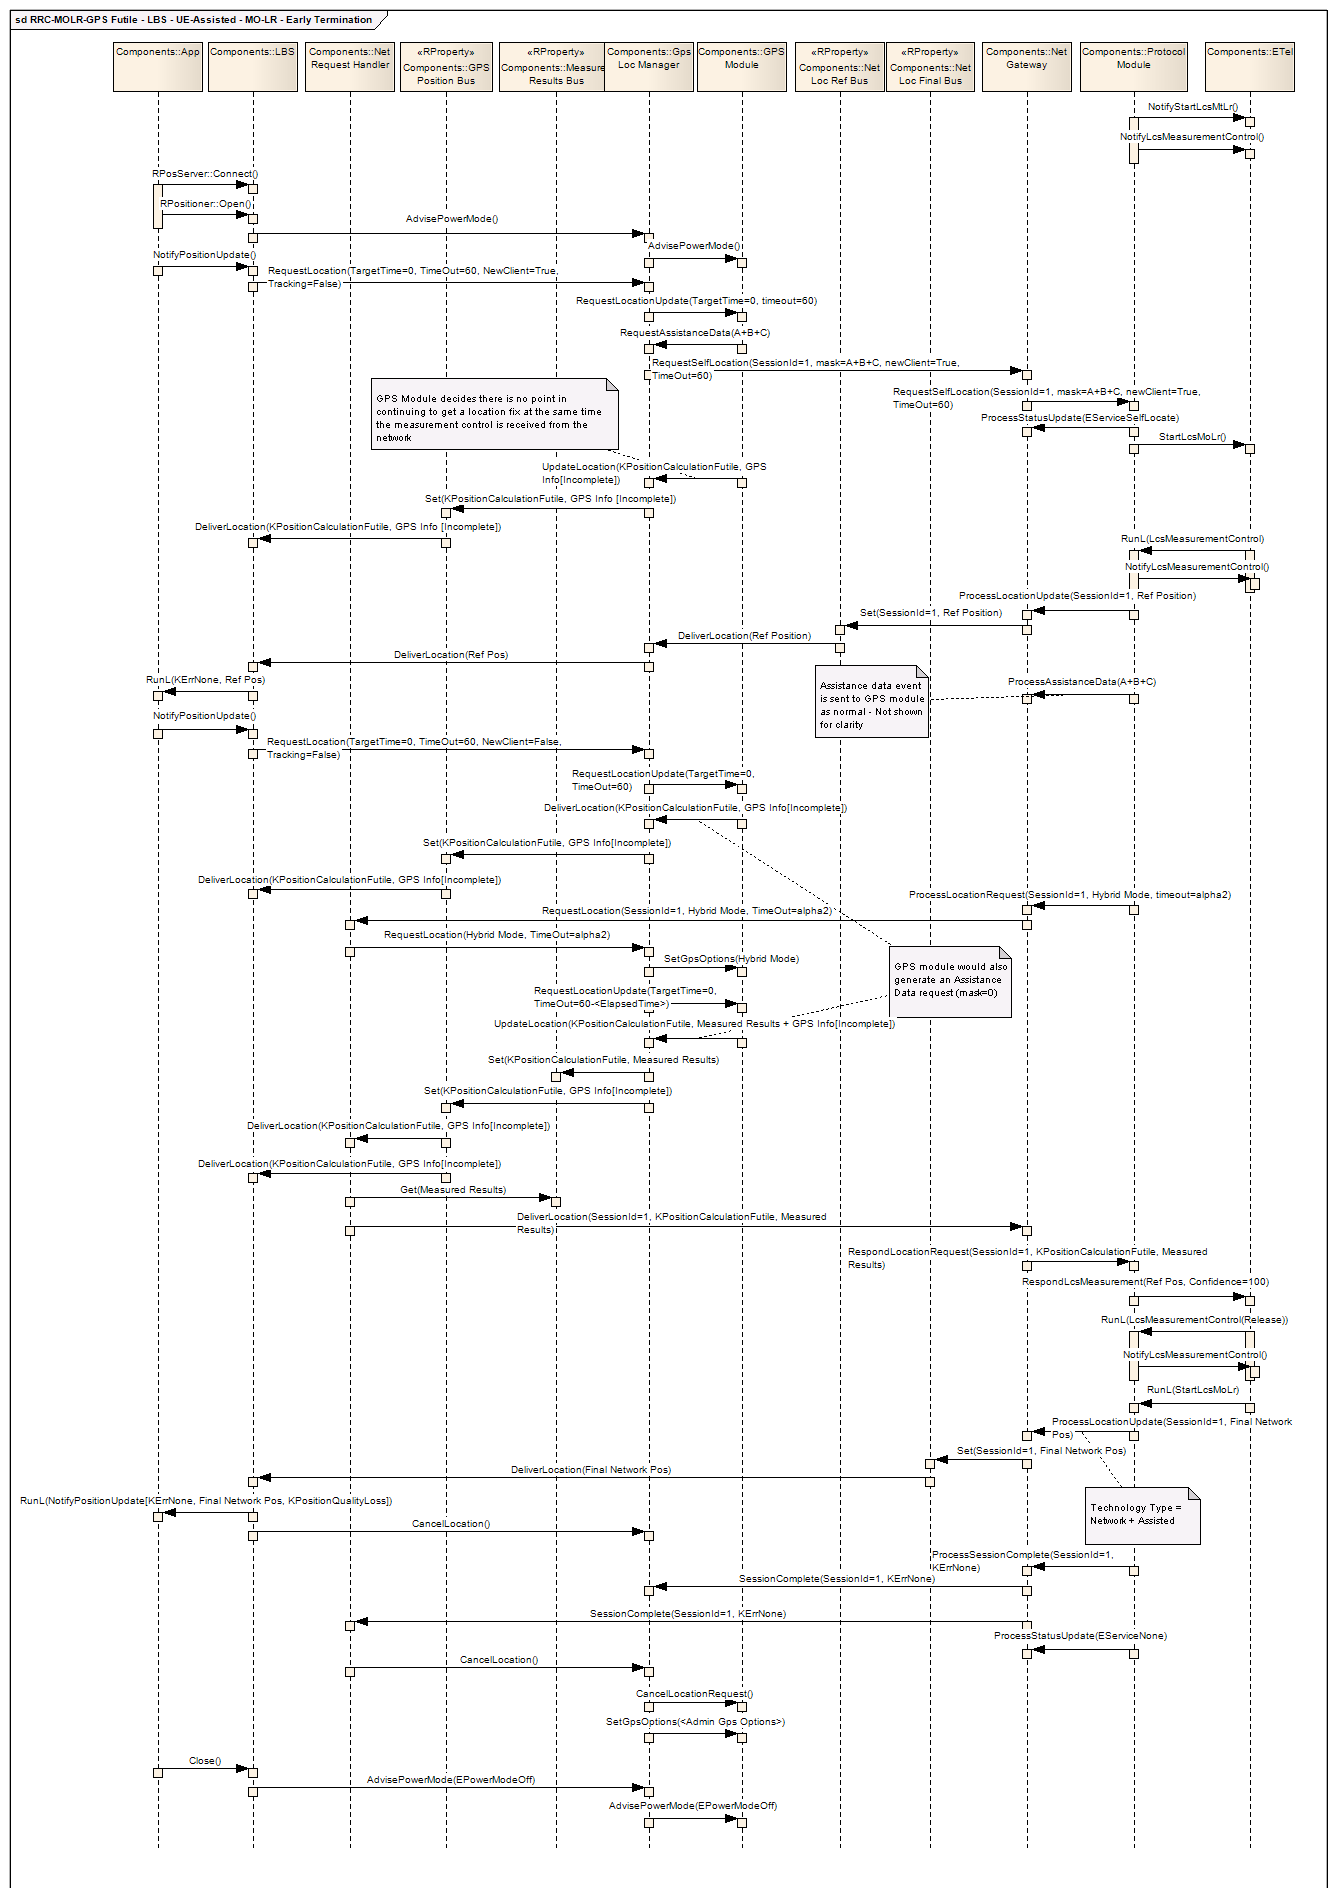 sd RRC-MOLR-GPS Futile - LBS - UE-Assisted - MO-LR - Early Termination
Components::App
Components::LBS
Components::Net
Request Handler
«RProperty»
Components::GPS
Position Bus
«RProperty»
Components::Measure
Results Bus
Components::Gps
Loc Manager
Components::GPS
Module
«RProperty»
Components::Net
Loc Ref Bus
«RProperty»
Components::Net
Loc Final Bus
Components::Net
Gateway
Components::Protocol
Module
Components::ETel
NotifyStartLcsMtLr()
NotifyLcsMeasurementControl()
RPosServer::Connect()
RPositioner::Open()
AdvisePowerMode()
AdvisePowerMode()
NotifyPositionUpdate()
RequestLocation(TargetTime=0, TimeOut=60, NewClient=True,
Tracking=False)
RequestLocationUpdate(TargetTime=0, timeout=60)
RequestAssistanceData(A+B+C)
RequestSelfLocation(SessionId=1, mask=A+B+C, newClient=True,
TimeOut=60)
RequestSelfLocation(SessionId=1, mask=A+B+C, newClient=True,
TimeOut=60)
ProcessStatusUpdate(EServiceSelfLocate)
StartLcsMoLr()
GPS Module decides there is no point in
continuing to get a location fix at the same time
the measurement control is received from the
network
UpdateLocation(KPositionCalculationFutile, GPS
Info[Incomplete])
Set(KPositionCalculationFutile, GPS Info [Incomplete])
DeliverLocation(KPositionCalculationFutile, GPS Info [Incomplete])
RunL(LcsMeasurementControl)
NotifyLcsMeasurementControl()
ProcessLocationUpdate(SessionId=1, Ref Position)
Set(SessionId=1, Ref Position)
DeliverLocation(Ref Position)
DeliverLocation(Ref Pos)
RunL(KErrNone, Ref Pos)
Assistance data event
is sent to GPS module
as normal - Not shown
for clarity
ProcessAssistanceData(A+B+C)
NotifyPositionUpdate()
RequestLocation(TargetTime=0, TimeOut=60, NewClient=False,
Tracking=False)
RequestLocationUpdate(TargetTime=0,
TimeOut=60)
DeliverLocation(KPositionCalculationFutile, GPS Info[Incomplete])
Set(KPositionCalculationFutile, GPS Info[Incomplete])
DeliverLocation(KPositionCalculationFutile, GPS Info[Incomplete])
ProcessLocationRequest(SessionId=1, Hybrid Mode, timeout=alpha2)
RequestLocation(SessionId=1, Hybrid Mode, TimeOut=alpha2)
RequestLocation(Hybrid Mode, TimeOut=alpha2)
SetGpsOptions(Hybrid Mode)
GPS module would also
generate an Assistance
Data request (mask=0)
RequestLocationUpdate(TargetTime=0,
TimeOut=60-<ElapsedTime>)
UpdateLocation(KPositionCalculationFutile, Measured Results + GPS Info[Incomplete])
Set(KPositionCalculationFutile, Measured Results)
Set(KPositionCalculationFutile, GPS Info[Incomplete])
DeliverLocation(KPositionCalculationFutile, GPS Info[Incomplete])
DeliverLocation(KPositionCalculationFutile, GPS Info[Incomplete])
Get(Measured Results)
DeliverLocation(SessionId=1, KPositionCalculationFutile, Measured
Results)
RespondLocationRequest(SessionId=1, KPositionCalculationFutile, Measured
Results)
RespondLcsMeasurement(Ref Pos, Confidence=100)
RunL(LcsMeasurementControl(Release))
NotifyLcsMeasurementControl()
RunL(StartLcsMoLr)
ProcessLocationUpdate(SessionId=1, Final Network
Pos)
Set(SessionId=1, Final Network Pos)
DeliverLocation(Final Network Pos)
RunL(NotifyPositionUpdate[KErrNone, Final Network Pos, KPositionQualityLoss])
Technology Type =
Network + Assisted
CancelLocation()
ProcessSessionComplete(SessionId=1,
KErrNone)
SessionComplete(SessionId=1, KErrNone)
SessionComplete(SessionId=1, KErrNone)
ProcessStatusUpdate(EServiceNone)
CancelLocation()
CancelLocationRequest()
SetGpsOptions(<Admin Gps Options>)
Close()
AdvisePowerMode(EPowerModeOff)
AdvisePowerMode(EPowerModeOff)